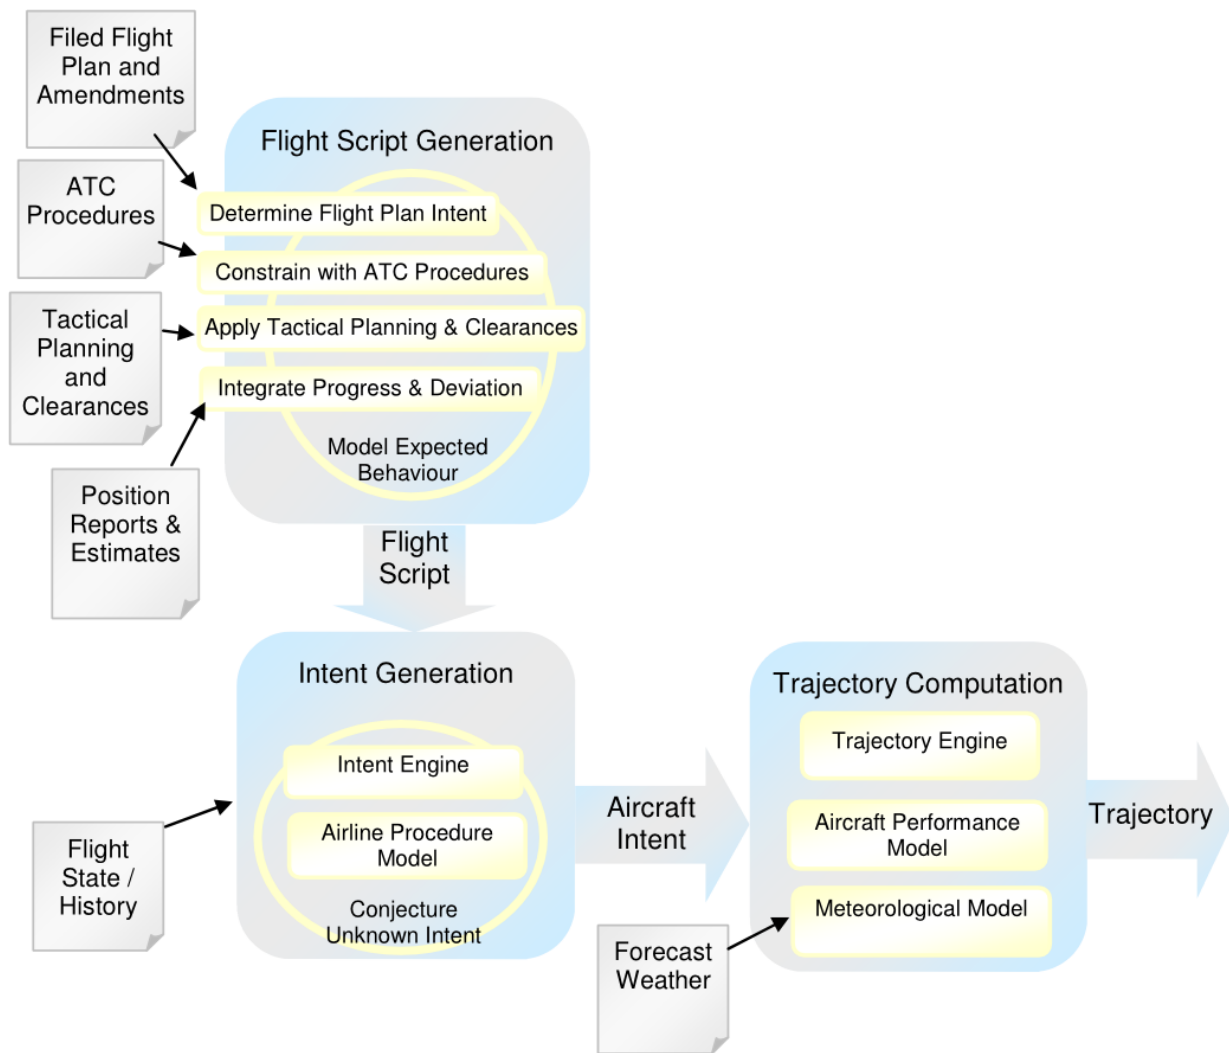 Filed Flight
Plan and
Amendments
Flight Script Generation
ATC
Procedures
Determine Flight Plan Intent
Constrain with ATC Procedures
Tactical
Planning
and
Clearances
Apply Tactical Planning & Clearances
Integrate Progress & Deviation
Model Expected
Behaviour
Position
Reports &
Estimates
Flight
Script
Intent Generation
Intent Engine
Airline Procedure
Model
Conjecture
Unknown Intent
Flight
State /
History
Aircraft
Intent
Trajectory Computation
Trajectory Engine
Aircraft Performance
Model
Meteorological Model
Forecast
Weather
Trajectory